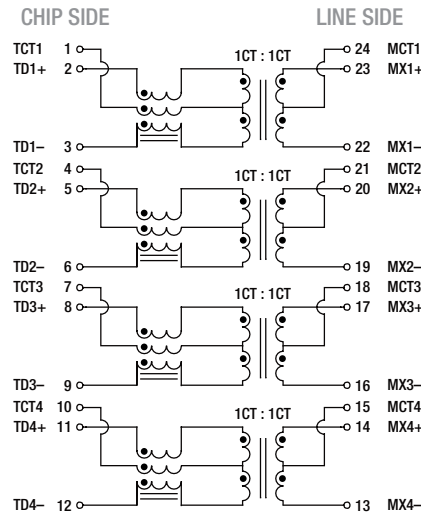 CHIP SIDE LINE SIDE
TCT1 1 1CT : 1CT 24 MCT1
TD1+ 2 23 MX1+
TD1– 3 22 MX1–
TCT2 4 1CT : 1CT 21 MCT2
TD2+ 5 20 MX2+
TD2– 6 19 MX2–
TCT3 7 1CT : 1CT 18 MCT3
TD3+ 8 17 MX3+
TD3– 9 16 MX3–
TCT4 10 1CT : 1CT 15 MCT4
TD4+ 11 14 MX4+
TD4– 12 13 MX4–